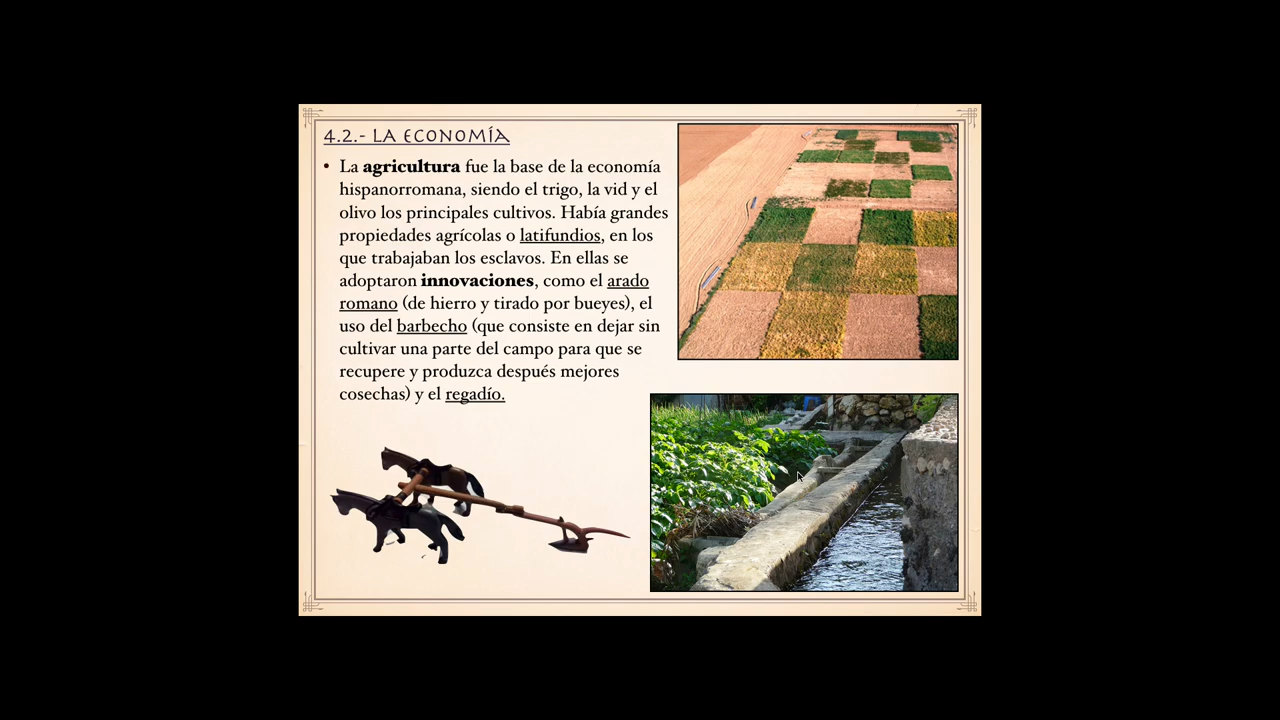 4.2.- LA ECONOMÍA
• La agricultura fue la base de la economía
hispanorromana, siendo el trigo, la vid y el
olivo los principales cultivos. Había grandes
propiedades agrícolas o latifundios, en los
que trabajaban los esclavos. En ellas se
adoptaron innovaciones, como el arado
romano (de hierro y tirado por bueyes), el
uso del barbecho (que consiste en dejar sin
cultivar una parte del campo para que se
recupere y produzca después mejores
cosechas) y el regadío.